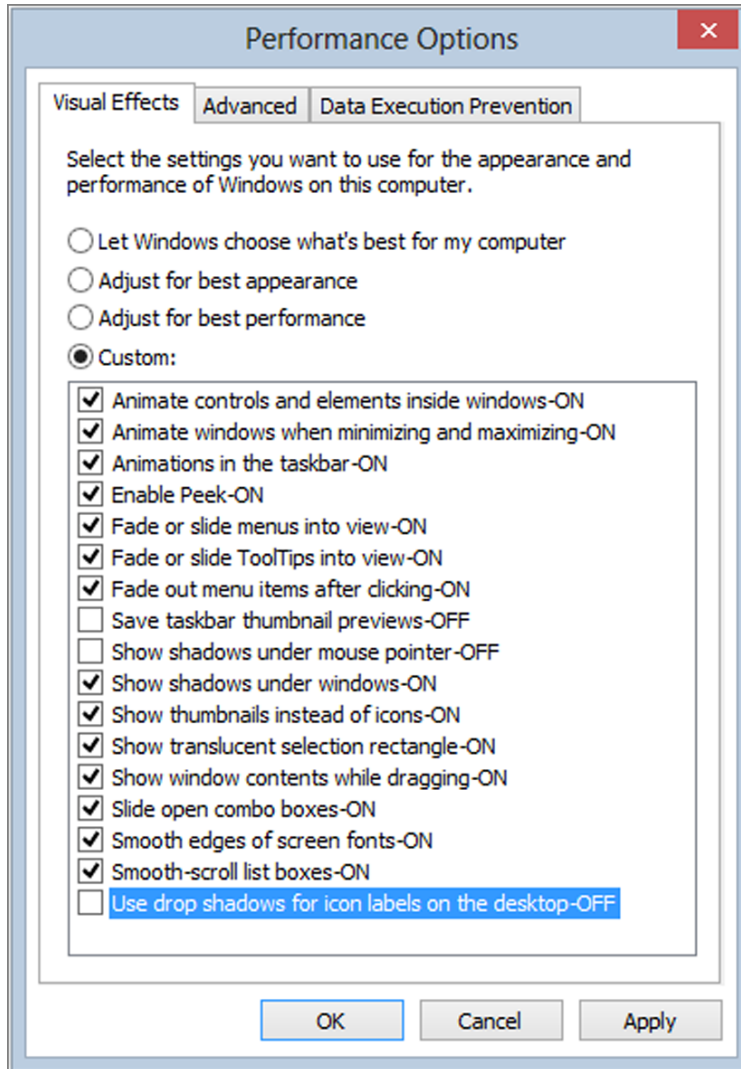 Performance Options
Visual Effects
Advanced
Data Execution Prevention
Select the settings you want to use for the appearance and
performance of Windows on this computer.
Let Windows choose what's best for my computer
Adjust for best appearance
Adjust for best performance
Custom:
Animate controls and elements inside windows-ON
Animate windows when minimizing and maximizing-ON
Animations in the taskbar-ON
Enable Peek-ON
Fade or slide menus into view-ON
Fade or slide ToolTips into view-ON
Fade out menu items after clicking-ON
Save taskbar thumbnail previews-OFF
Show shadows under mouse pointer-OFF
Show shadows under windows-ON
Show thumbnails instead of icons-ON
Show translucent selection rectangle-ON
Show window contents while dragging-ON
Slide open combo boxes-ON
Smooth edges of screen fonts-ON
Smooth-scroll list boxes-ON
Use drop shadows for icon labels on the desktop-OFF
OK
Cancel
Apply